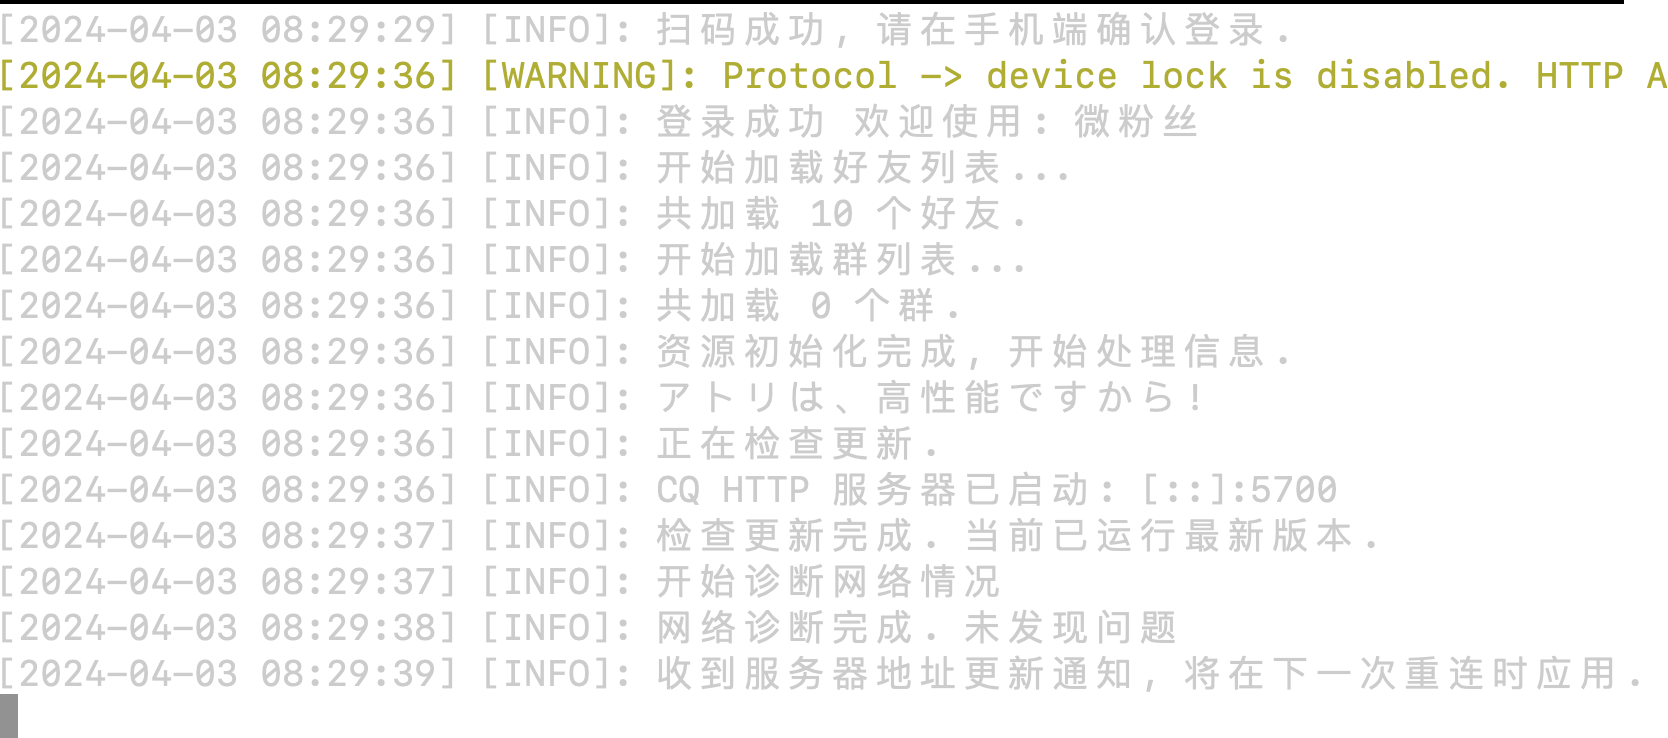 [2024-04-03 08:29:29] [INFO]: 扫码成功, 请在手机端确认登录.
[2024-04-03 08:29:36] [WARNING]: Protocol -> device lock is disabled. HTTP A
[2024-04-03 08:29:36] [INFO]: 登录成功 欢迎使用: 微粉丝
[2024-04-03 08:29:36] [INFO]: 开始加载好友列表...
[2024-04-03 08:29:36] [INFO]: 共加载 10 个好友.
[2024-04-03 08:29:36] [INFO]: 开始加载群列表...
[2024-04-03 08:29:36] [INFO]: 共加载 0 个群.
[2024-04-03 08:29:36] [INFO]: 资源初始化完成, 开始处理信息.
[2024-04-03 08:29:36] [INFO]: アトリは、高性能ですから!
[2024-04-03 08:29:36] [INFO]: 正在检查更新.
[2024-04-03 08:29:36] [INFO]: CQ HTTP 服务器已启动: [::]:5700
[2024-04-03 08:29:37] [INFO]: 检查更新完成. 当前已运行最新版本.
[2024-04-03 08:29:37] [INFO]: 开始诊断网络情况
[2024-04-03 08:29:38] [INFO]: 网络诊断完成. 未发现问题
[2024-04-03 08:29:39] [INFO]: 收到服务器地址更新通知, 将在下一次重连时应用.